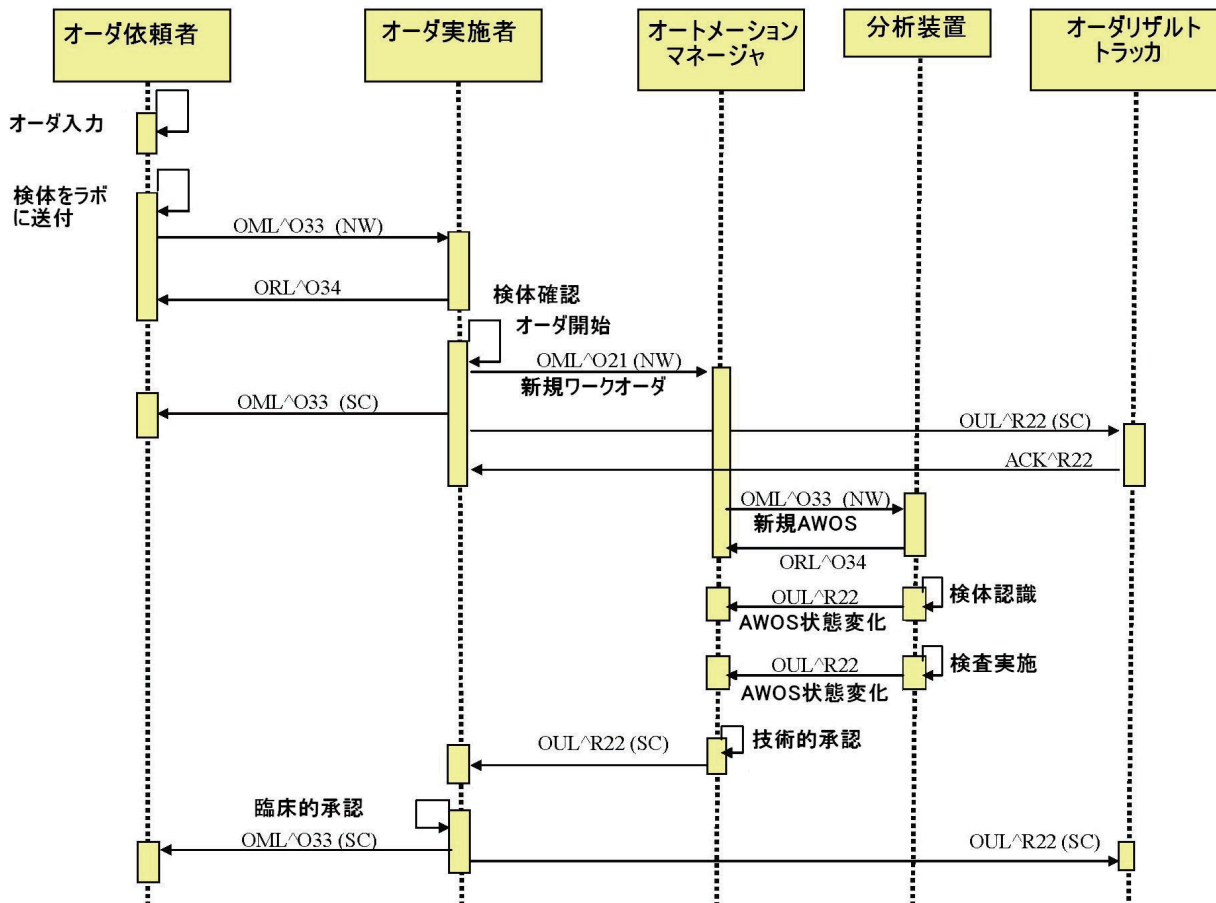 オーダ依頼者
オーダ実施者
オートメーション
マネージャ
分析装置
オーダリザルト
トラッカ
オーダ入力
検体をラボ
に送付
OML^O33 (NW)
ORL^O34
検体確認
オーダ開始
OML^O21 (NW)
新規ワークオーダ
OML^O33 (SC)
OUL^R22 (SC)
ACK^R22
OML^O33 (NW)
新規AWOS
ORL^O34
検体認識
OUL^R22
AWOS状態変化
検査実施
OUL^R22
AWOS状態変化
技術的承認
OUL^R22 (SC)
臨床的承認
OML^O33 (SC)
OUL^R22 (SC)